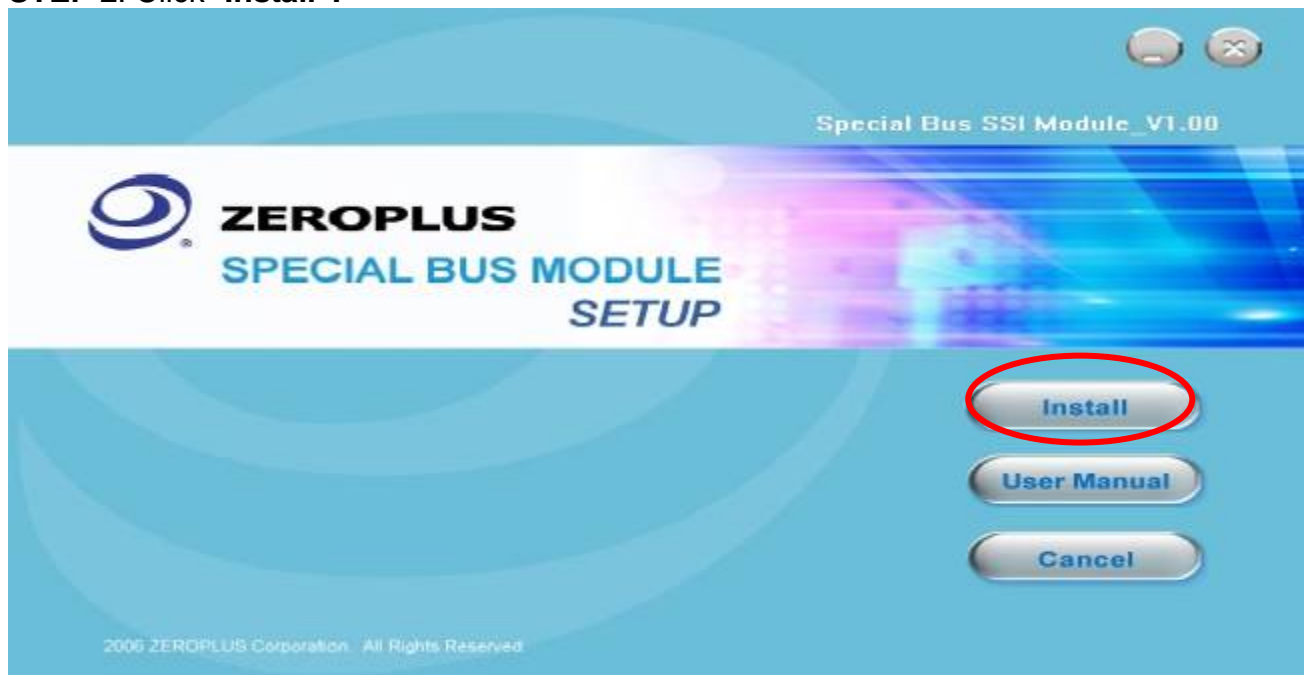 Special Bus SSI Module_V1.00
ZEROPLUS
®
SPECIAL BUS MODULE
SETUP
Install
User Manual
Cancel
2006 ZEROPLUS Corporation. All Rights Reserved